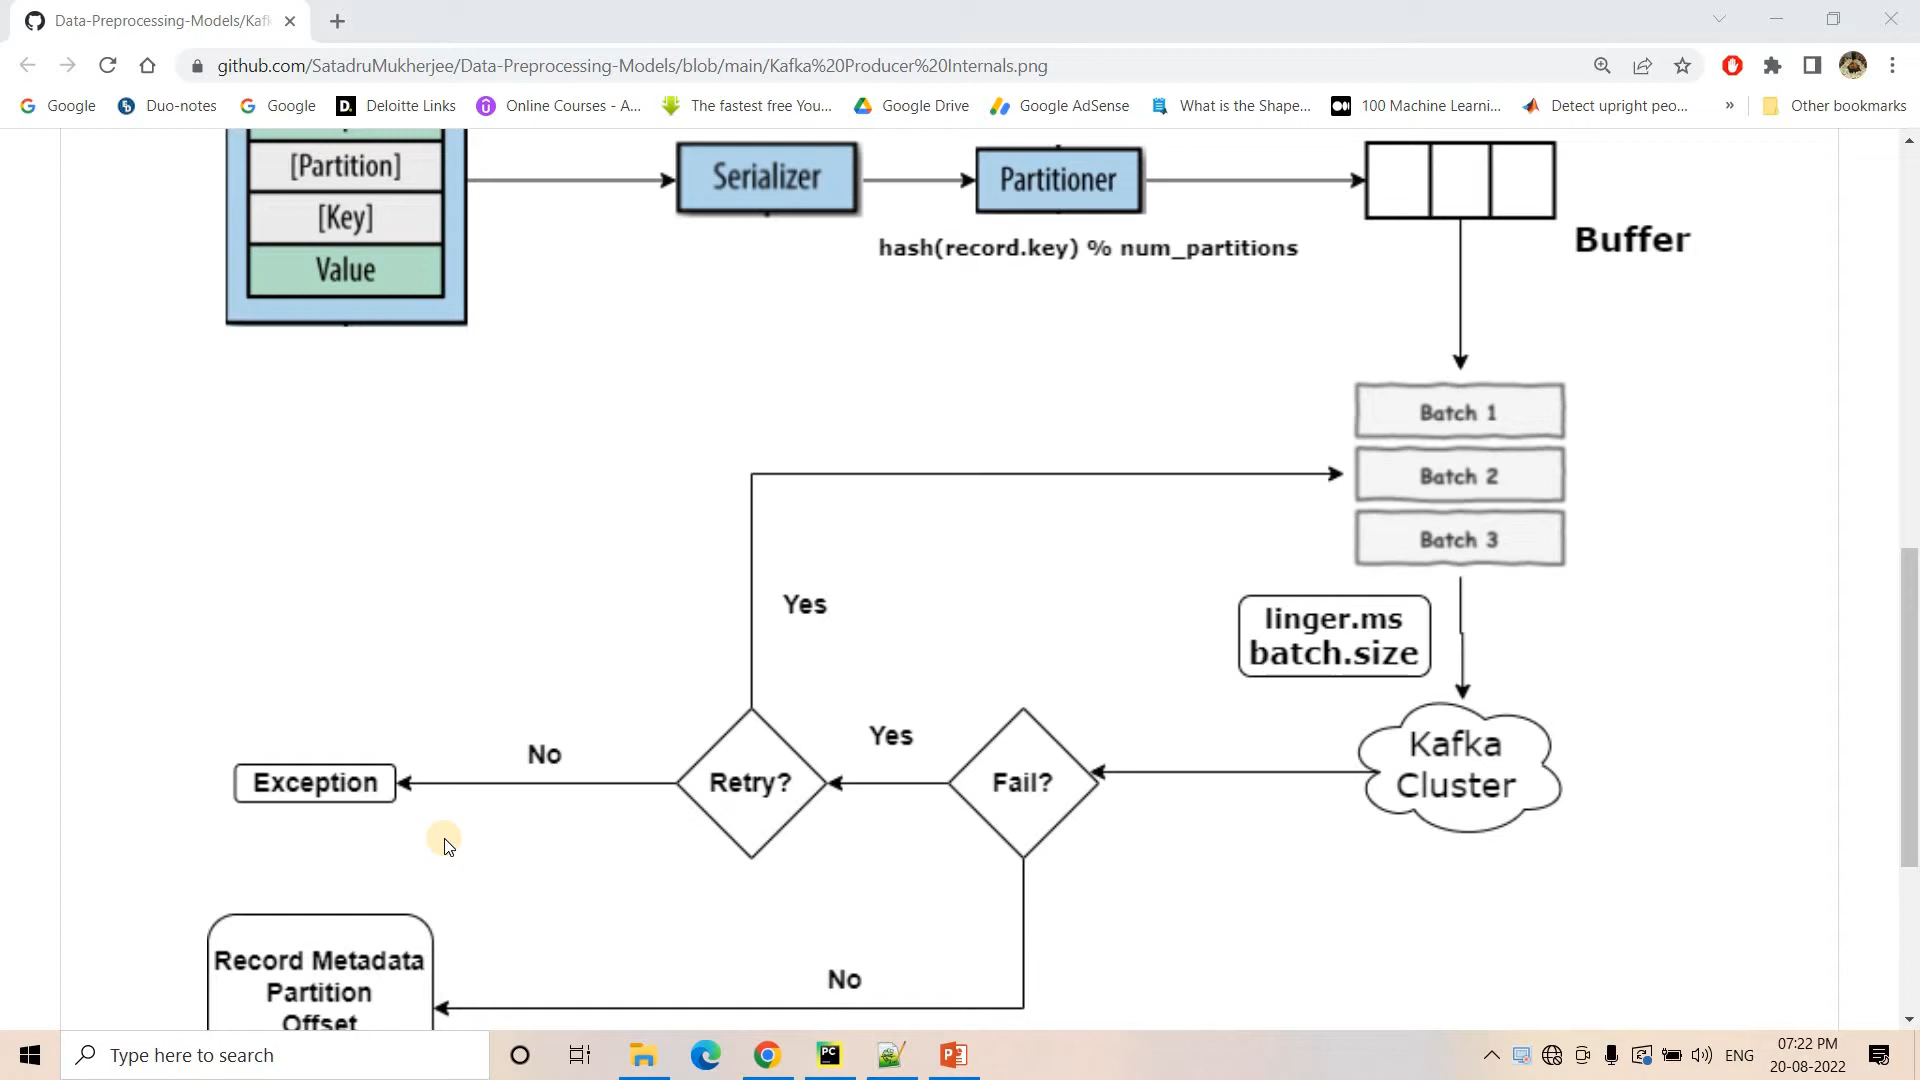 Data-Preprocessing-Models/Kafk
github.com/SatadruMukherjee/Data-Preprocessing-Models/blob/main/Kafka%20Producer%20Internals.png
Google
Duo-notes
Google
Deloitte Links
Online Courses - A...
The fastest free You...
Google Drive
Google AdSense
What is the Shape...
100 Machine Learni...
Detect upright peo...
»
Other bookmarks
[Partition]
[Key]
Value
Serializer
Partitioner
hash(record.key) % num_partitions
Buffer
Batch 1
Batch 2
Batch 3
Yes
linger.ms
batch.size
Kafka
Cluster
Yes
No
Exception
Retry?
Fail?
Record Metadata
Partition
Offset
No
Type here to search
ENG
07:22 PM
20-08-2022